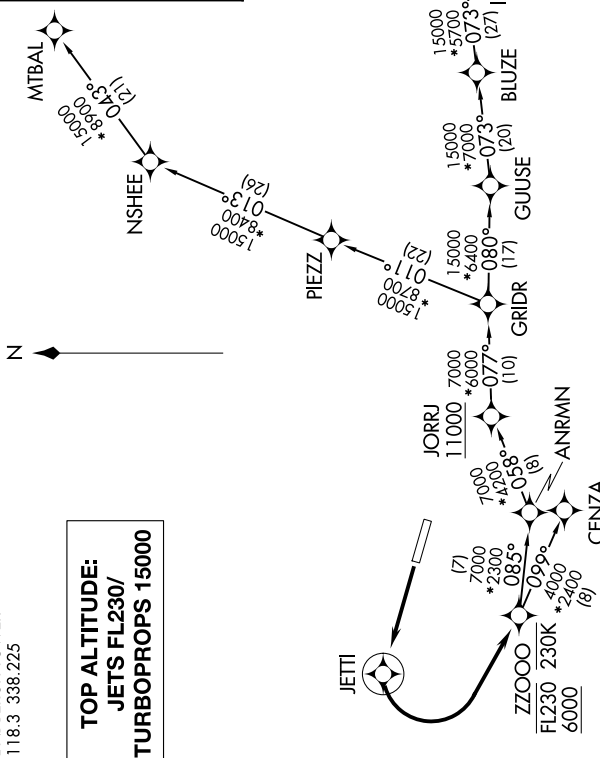 118.3 338.225
TOP ALTITUDE:
JETS FL230/
TURBOPROPS 15000
N
MTBAL
15000
*8900
043°
(21)
NSHEE
15000
*8400
013°
(26)
PIEZZ
15000
*8700
011°
(22)
15000
*5700
073°
(27)
BLUZE
15000
*7000
073°
(20)
GUUSE
15000
*6400
080°
(17)
GRIDR
7000
*6000
077°
(10)
JORRJ
11000
7000
*4200
058°
(8)
ANRMN
CENZA
(7)
7000
*2300
085°
099°
4000
*2400
(8)
JETTI
ZZOOO
FL230 230K
6000